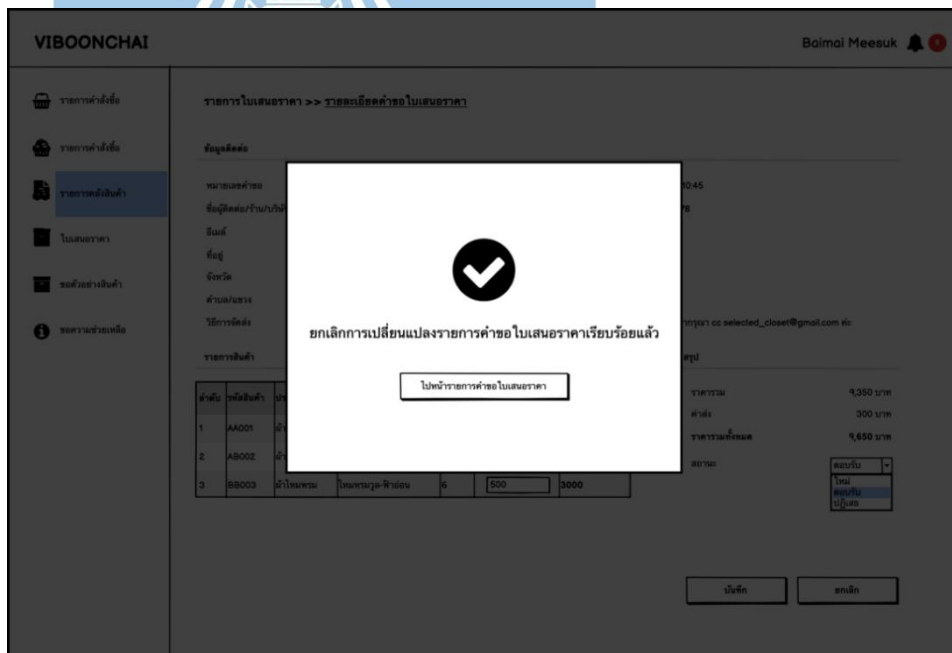 VIBOONCHAI
Baimai Meesuk
รายการคำสั่งซื้อ
รายการคำสั่งซื้อ
รายการคลังสินค้า
ใบเสนอราคา
ขอตัวอย่างสินค้า
ขอความช่วยเหลือ
รายการใบเสนอราคา >> รายละเอียดคำขอใบเสนอราคา
ข้อมูลติดต่อ
หมายเลขคำขอ 10:45
ชื่อผู้ติดต่อ/ร้าน/บริษั
อีเมล์
ที่อยู่
จังหวัด
ตำบล/แขวง
วิธีการจัดส่ง ากรุณา cc selected_closet@gmail.com ค่ะ
ยกเลิกการเปลี่ยนแปลงรายการคำขอใบเสนอราคาเรียบร้อยแล้ว
ไปหน้ารายการคำขอใบเสนอราคา
รายการสินค้า
ลำดับ รหัสสินค้า ปร
1 AA001 ผ้า
2 AB002 ผ้า
3 BB003 ผ้าไหมพรม ไหมพรมวูล-ฟ้าอ่อน 6 500 3000
สรุป
ราคารวม 9,350 บาท
ค่าส่ง 300 บาท
ราคารวมทั้งหมด 9,650 บาท
สถานะ ตอบรับ
ใหม่
ตอบรับ
ปฏิเสธ
บันทึก ยกเลิก